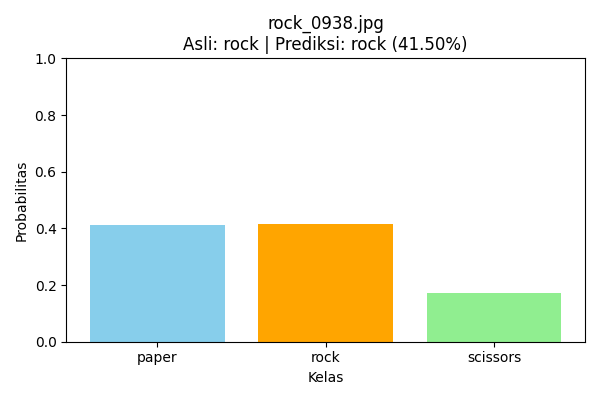 rock_0938.jpg
Asli: rock | Prediksi: rock (41.50%)
1.0
0.8
0.6
0.4
0.2
0.0
Probabilitas
paper rock scissors
Kelas